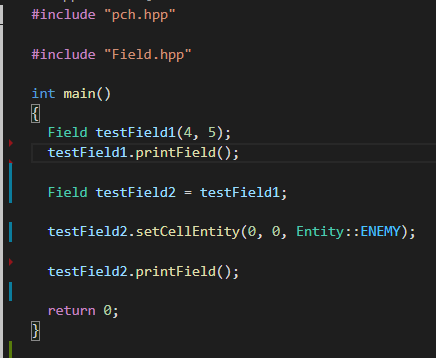 #include "pch.hpp"
#include "Field.hpp"
int main()
{
Field testField1(4, 5);
testField1.printField();
Field testField2 = testField1;
testField2.setCellEntity(0, 0, Entity::ENEMY);
testField2.printField();
return 0;
}